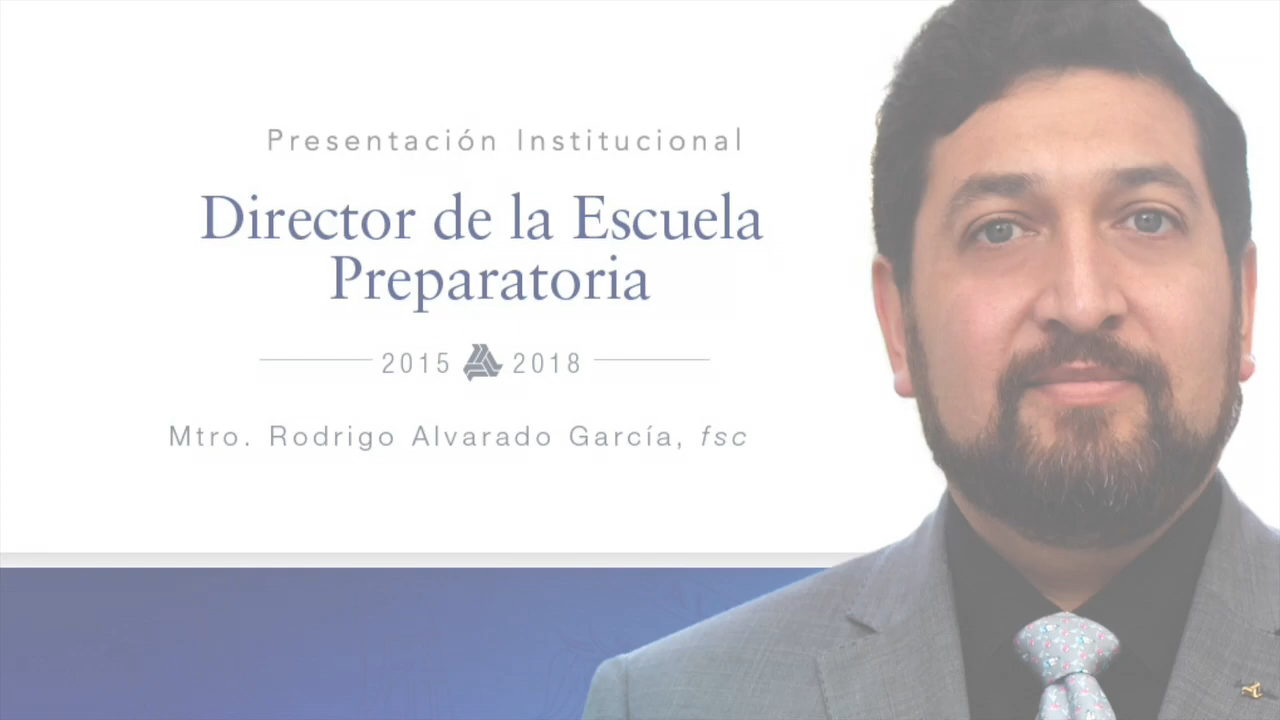 Presentación Institucional
Director de la Escuela
Preparatoria
2015 2018
Mtro. Rodrigo Alvarado García, fsc